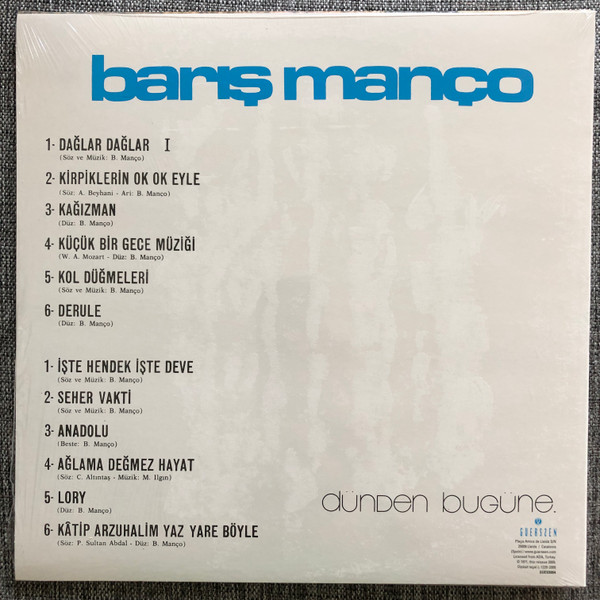 barış manço
1- DAĞLAR DAĞLAR I
(Söz ve Müzik: B. Manço)
2- KİRPİKLERİN OK OK EYLE
(Söz: A. Beyhani - Ari: B. Manco)
3- KAĞIZMAN
(Düz: B. Manço)
4- KÜÇÜK BİR GECE MÜZİĞİ
(W. A. Mozart - Düz: B. Manço)
5- KOL DÜĞMELERİ
(Söz ve Müzik: B. Manço)
6- DERULE
(Düz: B. Manço)
1- İŞTE HENDEK İŞTE DEVE
(Söz ve Müzik: B. Manço)
2- SEHER VAKTİ
(Söz ve Müzik: B. Manço)
3- ANADOLU
(Beste: B. Manço)
4- AĞLAMA DEĞMEZ HAYAT
(Söz: C. Altıntaş - Müzik: M. Ilgın)
5- LORY
(Düz: B. Manço)
6- KÂTİP ARZUHALİM YAZ YARE BÖYLE
(Söz: P. Sultan Abdal - Düz: B. Manço)
dünden bugüne.
GUERSSEN